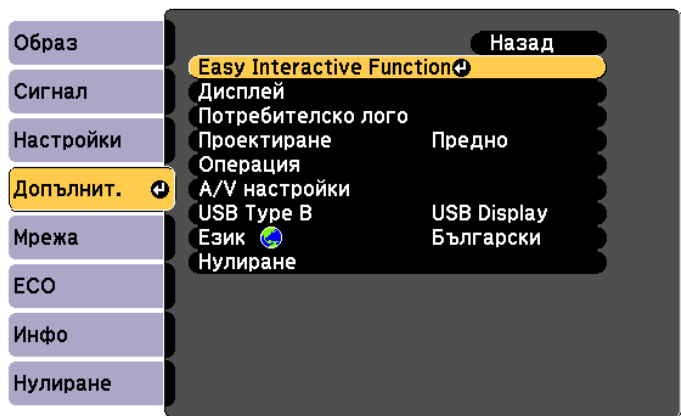 Образ
Сигнал
Настройки
Допълнит.
Мрежа
ECO
Инфо
Нулиране
Назад
Easy Interactive Function
Дисплей
Потребителско лого
Проектиране Предно
Операция
A/V настройки
USB Type B USB Display
Език Български
Нулиране